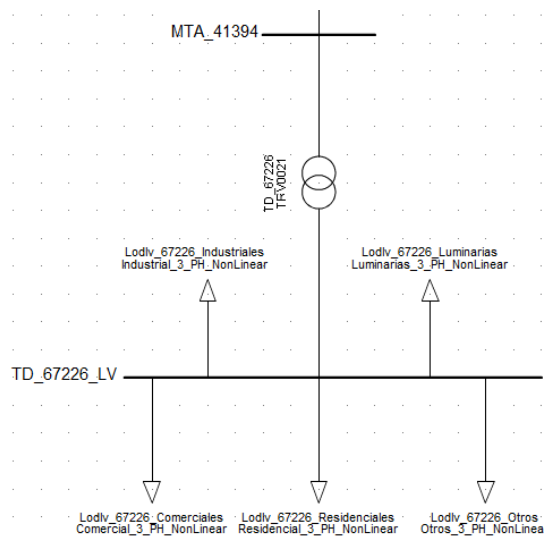 MTA_41394
TD_67226
TRV0021
Lodlv_67226_Industriales
Industrial_3_PH_NonLinear
Lodlv_67226_Luminarias
Luminarias_3_PH_NonLinear
TD_67226_LV
Lodlv_67226_Comerciales
Comercial_3_PH_NonLinear
Lodlv_67226_Residenciales
Residencial_3_PH_NonLinear
Lodlv_67226_Otros
Otros_3_PH_NonLinea